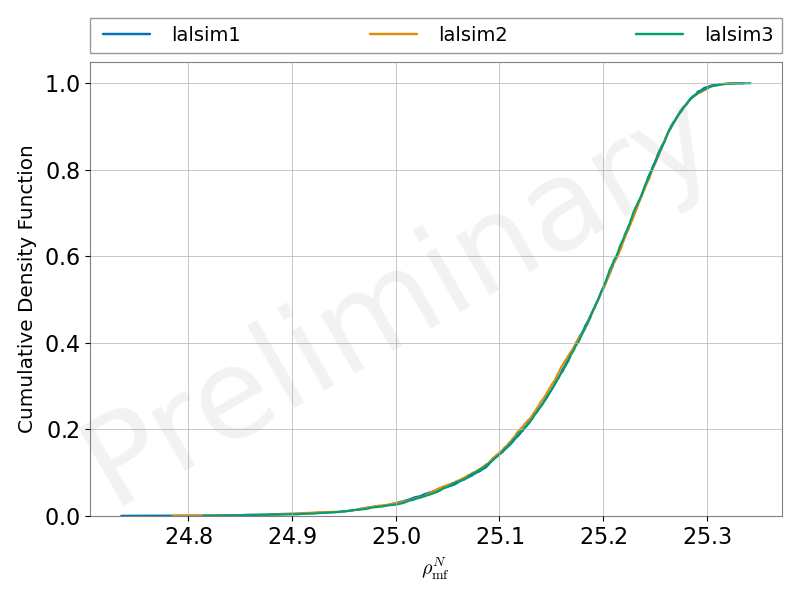 lalsim1 lalsim2 lalsim3
1.0
0.8
0.6
0.4
0.2
0.0
Cumulative Density Function
Preliminary
24.8 24.9 25.0 25.1 25.2 25.3
ρ_mf^N